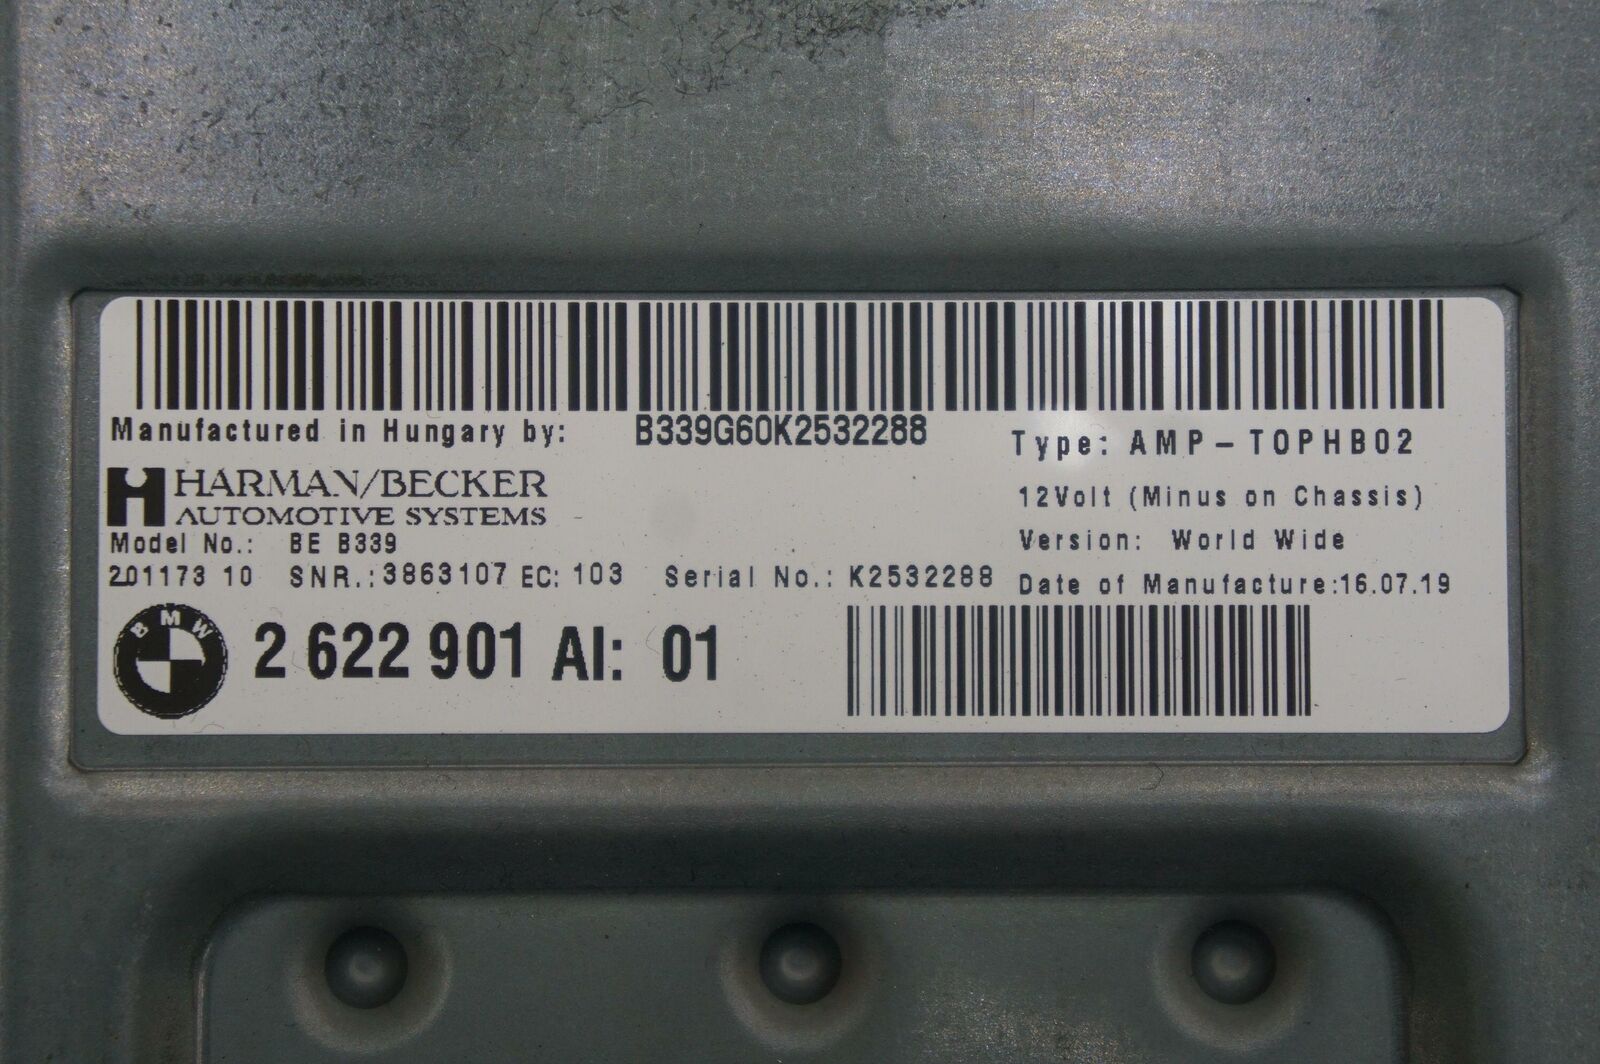 Manufactured in Hungary by:
B339G60K2532288
HARMAN/BECKER
AUTOMOTIVE SYSTEMS
Model No.: BE B339
201173 10 SNR.:3863107 EC: 103 Serial No.: K2532288
Type: AMP-TOPHB02
12Volt (Minus on Chassis)
Version: World Wide
Date of Manufacture:16.07.19
BMW
2 622 901 AI: 01